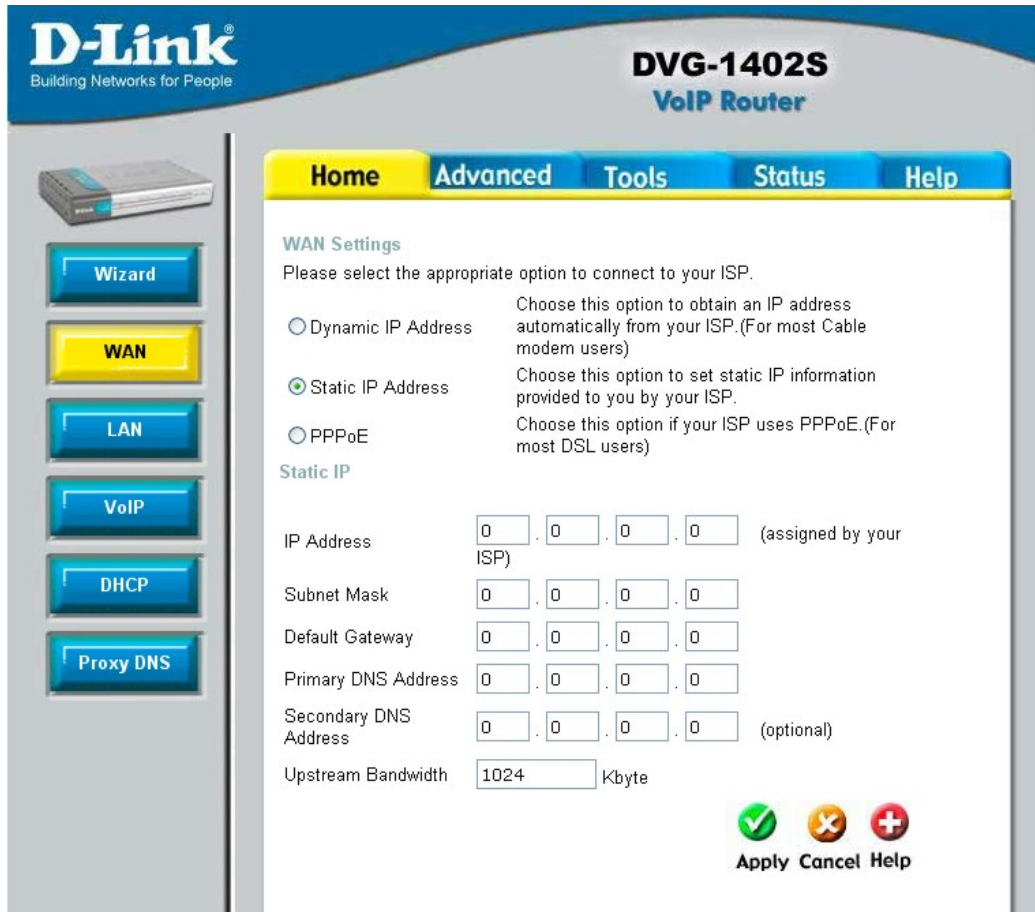 D-Link®
Building Networks for People
DVG-1402S
VoIP Router
Home Advanced Tools Status Help
Wizard
WAN
LAN
VoIP
DHCP
Proxy DNS
WAN Settings
Please select the appropriate option to connect to your ISP.
Dynamic IP Address
Choose this option to obtain an IP address
automatically from your ISP.(For most Cable
modem users)
Static IP Address
Choose this option to set static IP information
provided to you by your ISP.
PPPoE
Choose this option if your ISP uses PPPoE.(For
most DSL users)
Static IP
IP Address 0 . 0 . 0 . 0 (assigned by your
ISP)
Subnet Mask 0 . 0 . 0 . 0
Default Gateway 0 . 0 . 0 . 0
Primary DNS Address 0 . 0 . 0 . 0
Secondary DNS
Address 0 . 0 . 0 . 0 (optional)
Upstream Bandwidth 1024 Kbyte
Apply Cancel Help